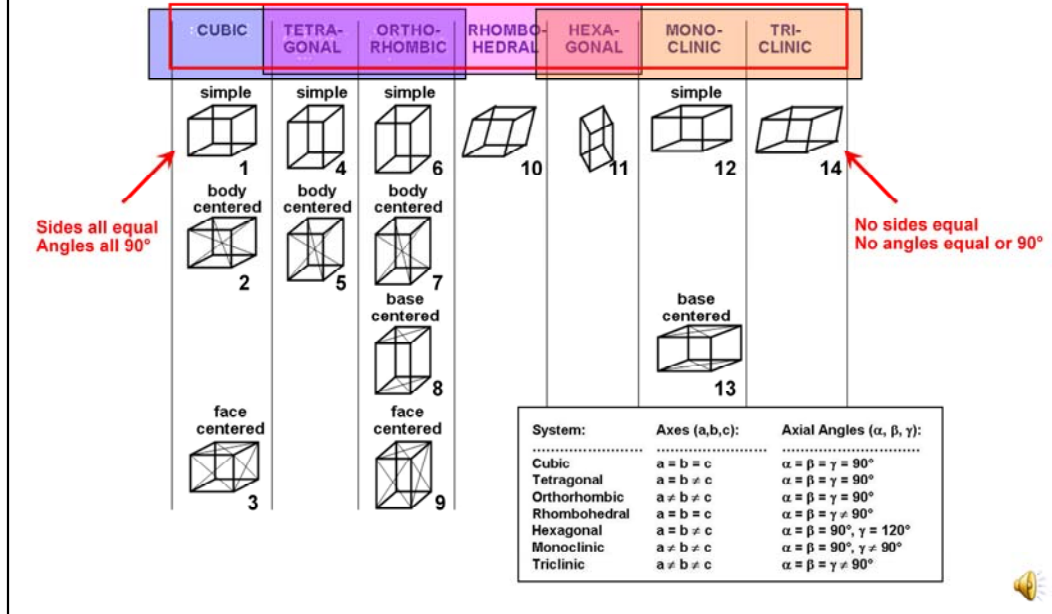 CUBIC
TETRA-
GONAL
ORTHO-
RHOMBIC
RHOMBO-
HEDRAL
HEXA-
GONAL
MONO-
CLINIC
TRI-
CLINIC
simple
simple
simple
simple
1
4
6
10
11
12
14
Sides all equal
Angles all 90°
No sides equal
No angles equal or 90°
body
centered
body
centered
body
centered
2
5
7
base
centered
base
centered
8
13
face
centered
face
centered
3
9
System: Axes (a,b,c): Axial Angles (α, β, γ):
Cubic a = b = c α = β = γ = 90°
Tetragonal a = b ≠ c α = β = γ = 90°
Orthorhombic a ≠ b ≠ c α = β = γ = 90°
Rhombohedral a = b = c α = β = γ ≠ 90°
Hexagonal a = b ≠ c α = β = 90°, γ = 120°
Monoclinic a ≠ b ≠ c α = β = 90°, γ ≠ 90°
Triclinic a ≠ b ≠ c α = β = γ ≠ 90°